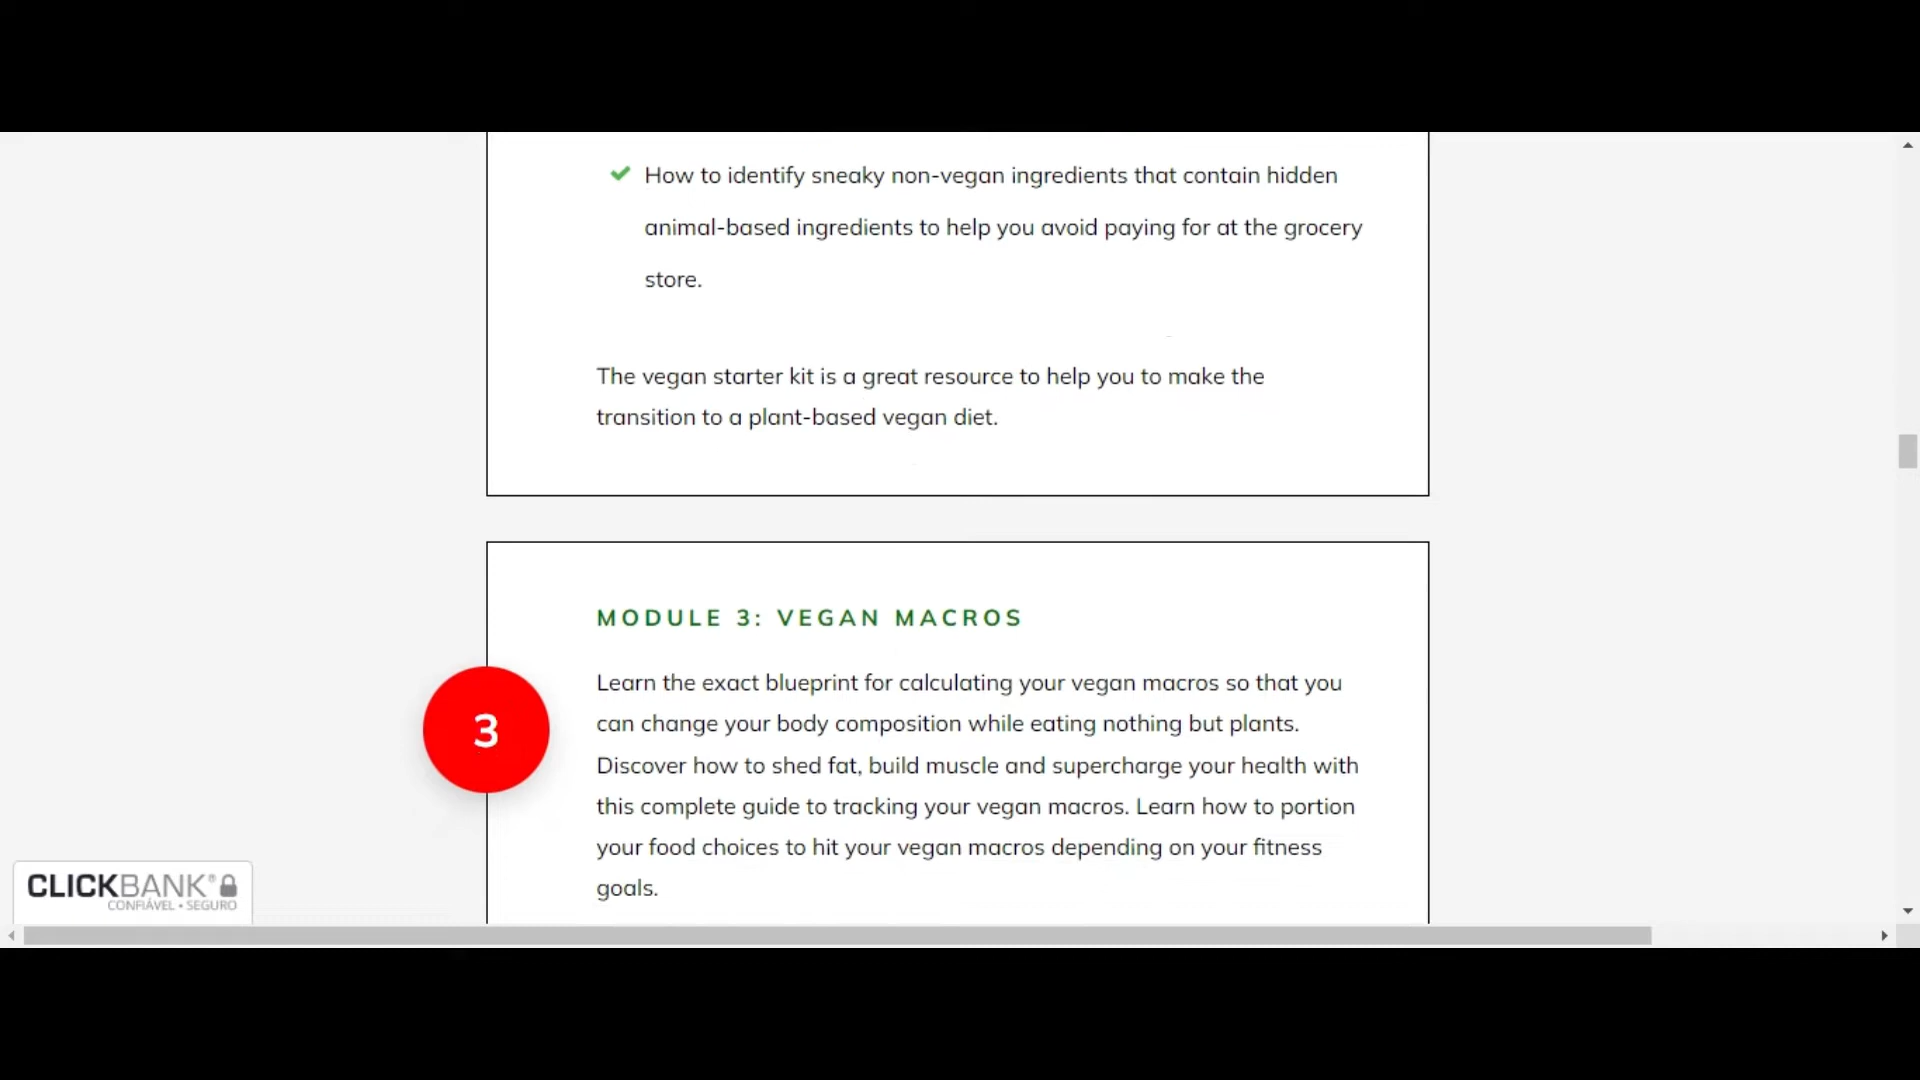 How to identify sneaky non-vegan ingredients that contain hidden
animal-based ingredients to help you avoid paying for at the grocery
store.
The vegan starter kit is a great resource to help you to make the
transition to a plant-based vegan diet.
MODULE 3: VEGAN MACROS
Learn the exact blueprint for calculating your vegan macros so that you
can change your body composition while eating nothing but plants.
Discover how to shed fat, build muscle and supercharge your health with
this complete guide to tracking your vegan macros. Learn how to portion
your food choices to hit your vegan macros depending on your fitness
goals.
3
CLICKBANK®
CONFIÁVEL • SEGURO